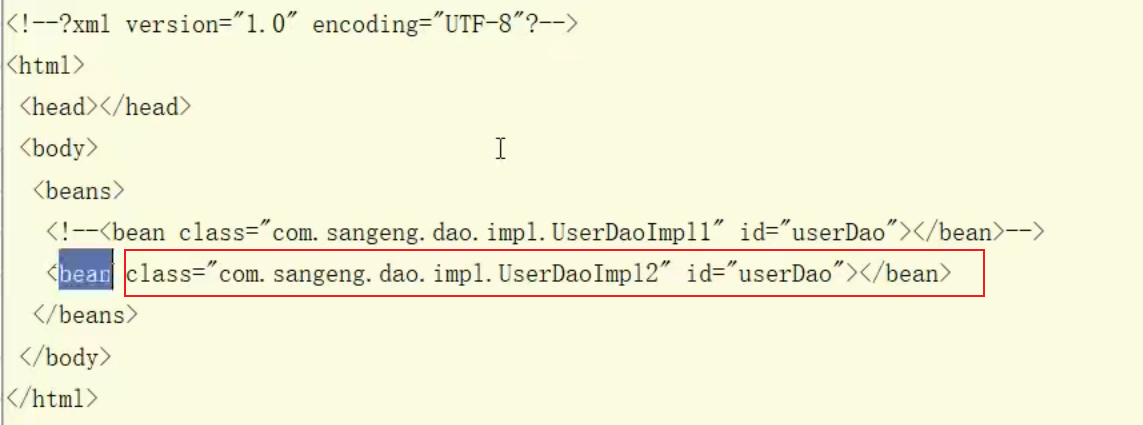 <!--?xml version="1.0" encoding="UTF-8"?-->
<html>
<head></head>
<body>
<beans>
<!--<bean class="com.sangeng.dao.impl.UserDaoImpl1" id="userDao"></bean>-->
<bean class="com.sangeng.dao.impl.UserDaoImpl2" id="userDao"></bean>
</beans>
</body>
</html>